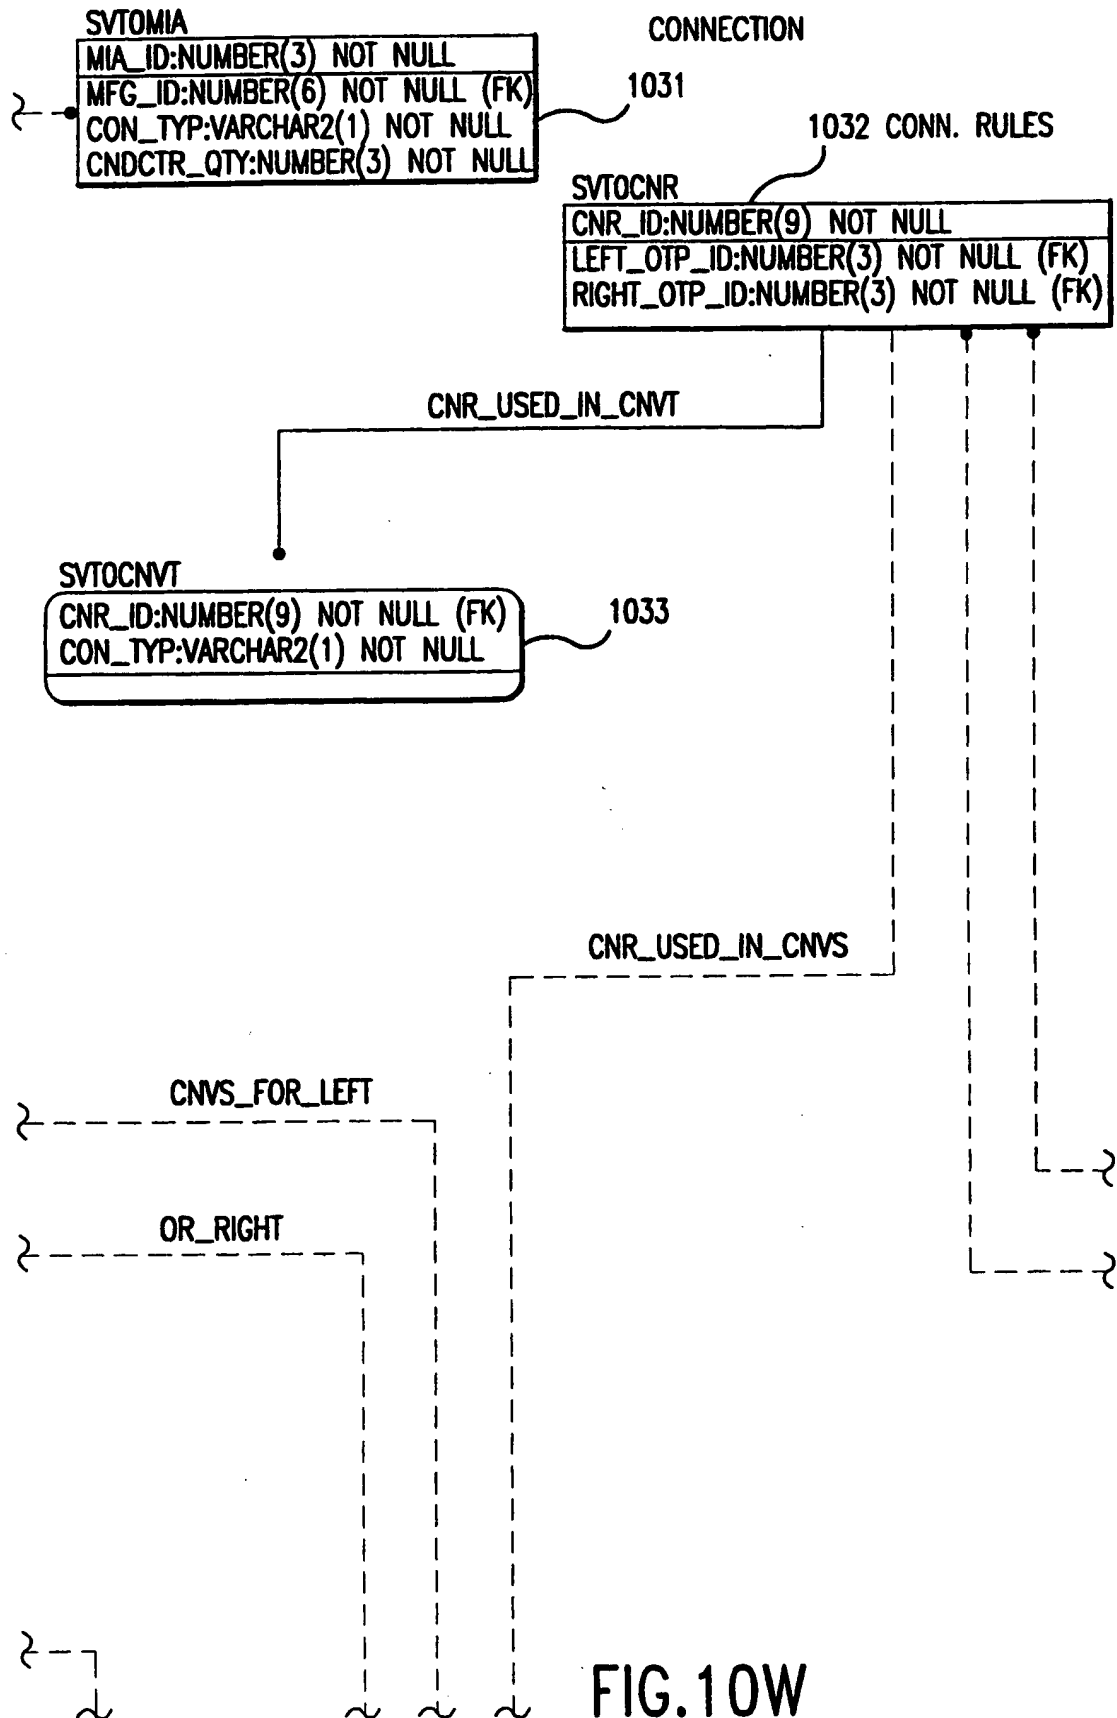 SVTOMIA
MIA_ID:NUMBER(3) NOT NULL
MFG_ID:NUMBER(6) NOT NULL (FK)
CON_TYP:VARCHAR2(1) NOT NULL
CNDCTR_QTY:NUMBER(3) NOT NULL
CONNECTION
1031
1032 CONN. RULES
SVTOCNR
CNR_ID:NUMBER(9) NOT NULL
LEFT_OTP_ID:NUMBER(3) NOT NULL (FK)
RIGHT_OTP_ID:NUMBER(3) NOT NULL (FK)
CNR_USED_IN_CNVT
SVTOCNVT
CNR_ID:NUMBER(9) NOT NULL (FK)
CON_TYP:VARCHAR2(1) NOT NULL
1033
CNR_USED_IN_CNVS
CNVS_FOR_LEFT
OR_RIGHT
FIG.10W